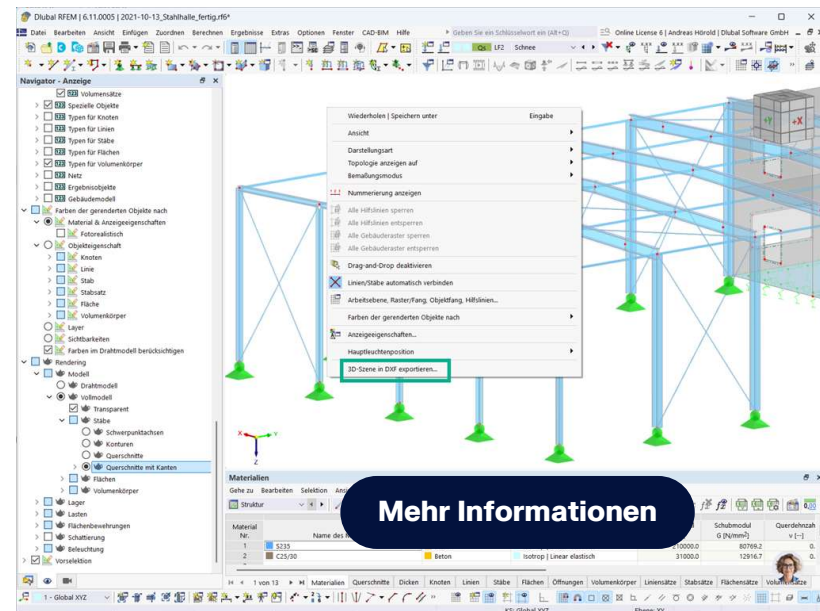 Dlubal RFEM | 6.11.0005 | 2021-10-13_Stahlhalle_fertig.rf6*
Datei Bearbeiten Ansicht Einfügen Zuordnen Berechnen Ergebnisse Extras Optionen Fenster CAD-BIM Hilfe
Geben Sie ein Schlüsselwort ein (Alt+Q)
Online License 6 | Andreas Hörold | Dlubal Software GmbH
Qs LF2 Schnee
Navigator - Anzeige
Volumensätze
Spezielle Objekte
Typen für Knoten
Typen für Linien
Typen für Stäbe
Typen für Flächen
Typen für Volumenkörper
Netz
Ergebnisobjekte
Gebäudemodell
Farben der gerenderten Objekte nach
Material & Anzeigeeigenschaften
Fotorealistisch
Objekteigenschaft
Knoten
Linie
Stab
Stabsatz
Fläche
Volumenkörper
Layer
Sichtbarkeiten
Farben im Drahtmodell berücksichtigen
Rendering
Modell
Drahtmodell
Vollmodell
Transparent
Stäbe
Schwerpunktachsen
Konturen
Querschnitte
Querschnitte mit Kanten
Flächen
Volumenkörper
Lager
Lasten
Flächenbewehrungen
Schattierung
Beleuchtung
Vorselektion
Wiederholen | Speichern unter Eingabe
Ansicht
Darstellungsart
Topologie anzeigen auf
Bemaßungsmodus
Nummerierung anzeigen
Alle Hilfslinien sperren
Alle Hilfslinien entsperren
Alle Gebäuderaster sperren
Alle Gebäuderaster entsperren
Drag-and-Drop deaktivieren
Linien/Stäbe automatisch verbinden
Arbeitsebene, Raster/Fang, Objektfang, Hilfslinien...
Farben der gerenderten Objekte nach
Anzeigeeigenschaften...
Hauptleuchtenposition
3D-Szene in DXF exportieren...
+Y +X
X Y
Z
Materialien
Gehe zu Bearbeiten Selektion
Struktur
Mehr Informationen
Material
Nr.
Name des
Schubmodul
G [N/mm²]
Querdehnzah
ν [--]
1 S235 210000.0 80769.2 0.
2 C25/30 Beton Isotrop | Linear elastisch 31000.0 12916.7 0.
1 von 13 Materialien Querschnitte Dicken Knoten Linien Stäbe Flächen Öffnungen Volumenkörper Liniensätze Stabsätze Flächensätze
1 - Global XYZ
KS: Global XYZ Ebene: XY